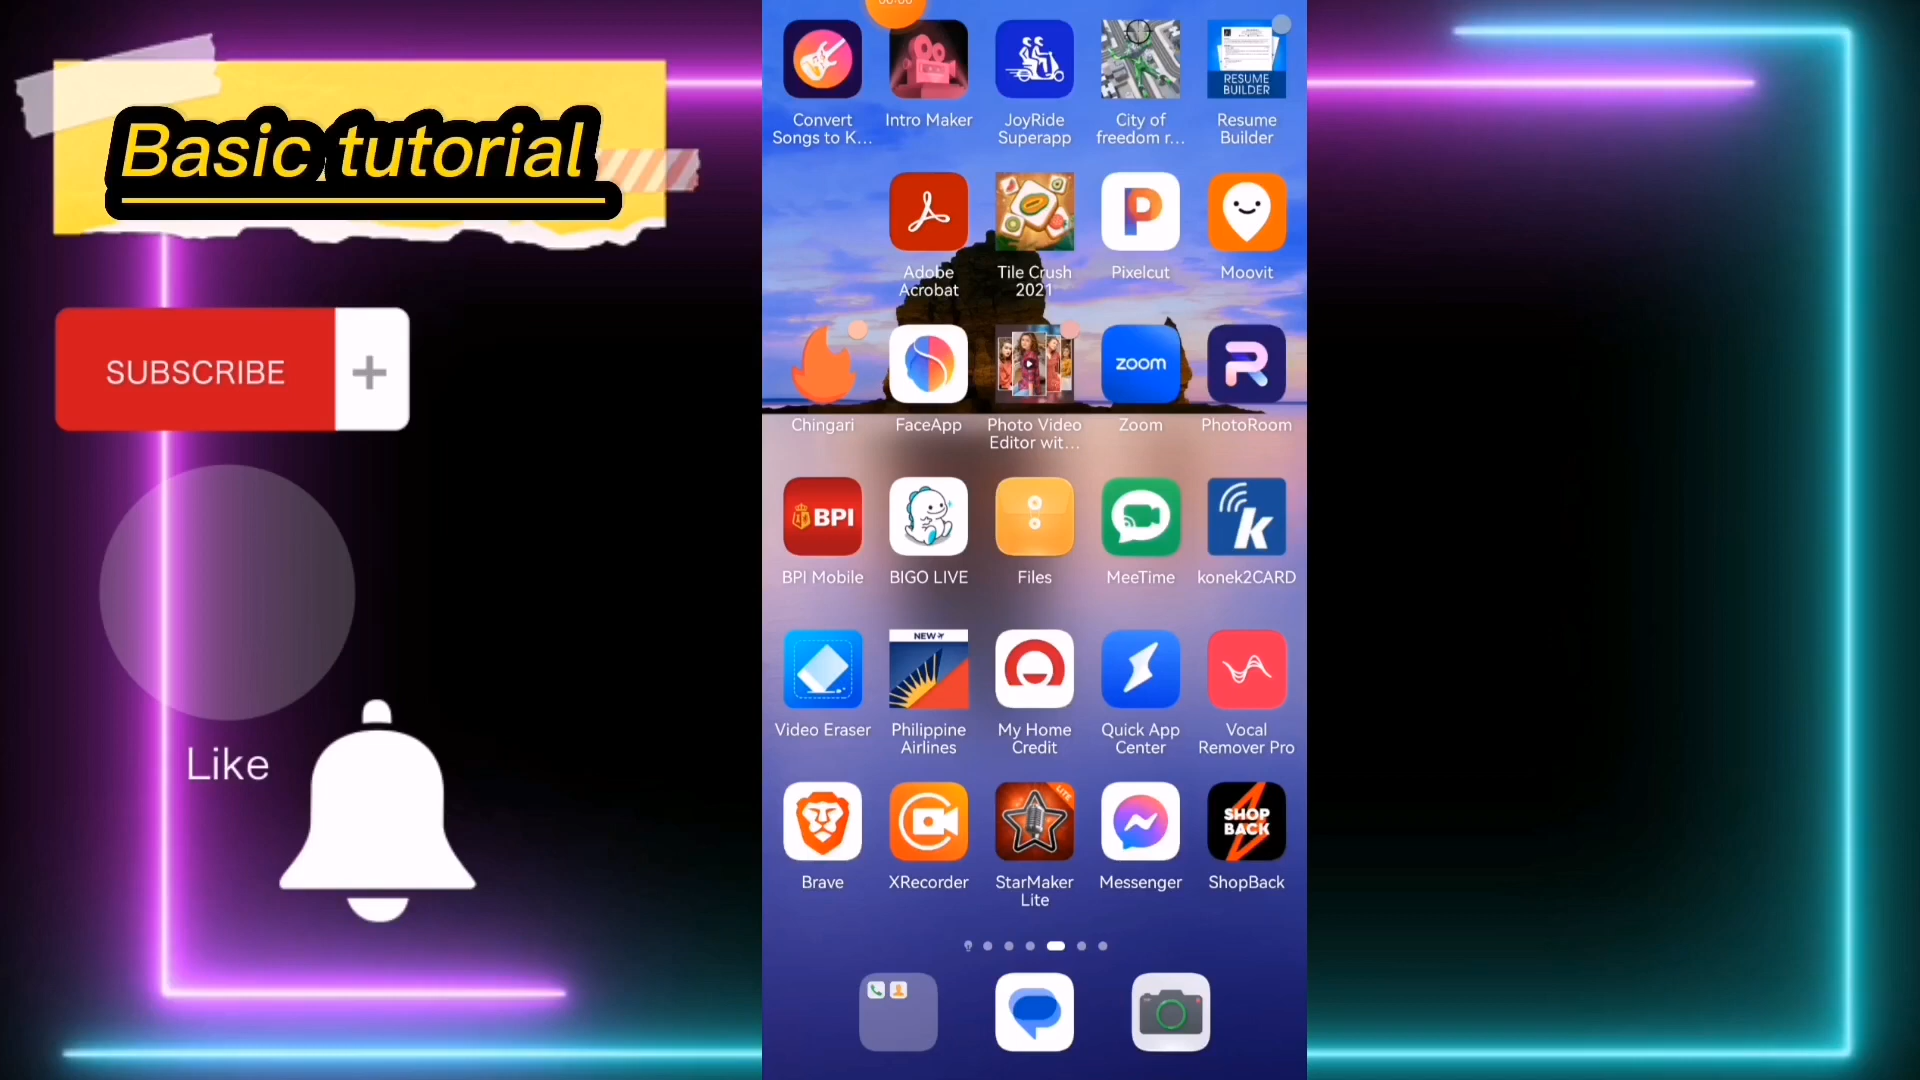 Basic tutorial
SUBSCRIBE
Like
00:00
RESUME
BUILDER
Convert
Songs to K...
Intro Maker
JoyRide
Superapp
City of
freedom r...
Resume
Builder
Adobe
Acrobat
Tile Crush
2021
Pixelcut
Moovit
zoom
Chingari
FaceApp
Photo Video
Editor wit...
Zoom
PhotoRoom
BPI
k
BPI Mobile
BIGO LIVE
Files
MeeTime
konek2CARD
NEW
Video Eraser
Philippine
Airlines
My Home
Credit
Quick App
Center
Vocal
Remover Pro
LITE
SHOP
BACK
Brave
XRecorder
StarMaker
Lite
Messenger
ShopBack